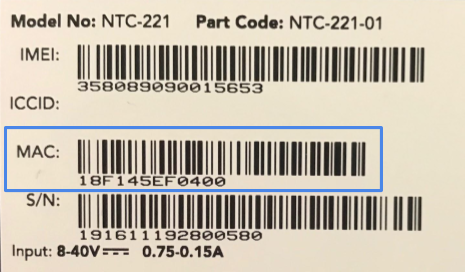 Model No: NTC-221 Part Code: NTC-221-01
IMEI:
358089090015653
ICCID:
MAC:
18F145EF0400
S/N:
191611192800580
Input: 8-40V⎓ 0.75-0.15A